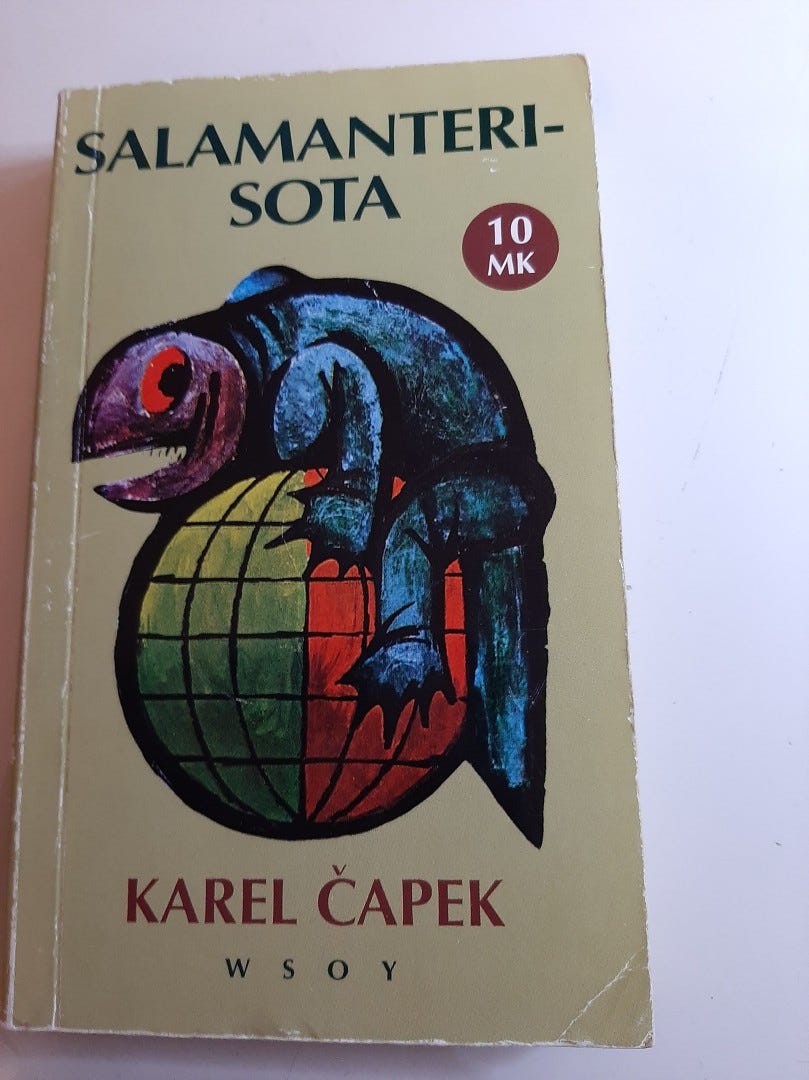 SALAMANTERI-
SOTA
10
MK
KAREL ČAPEK
WSOY